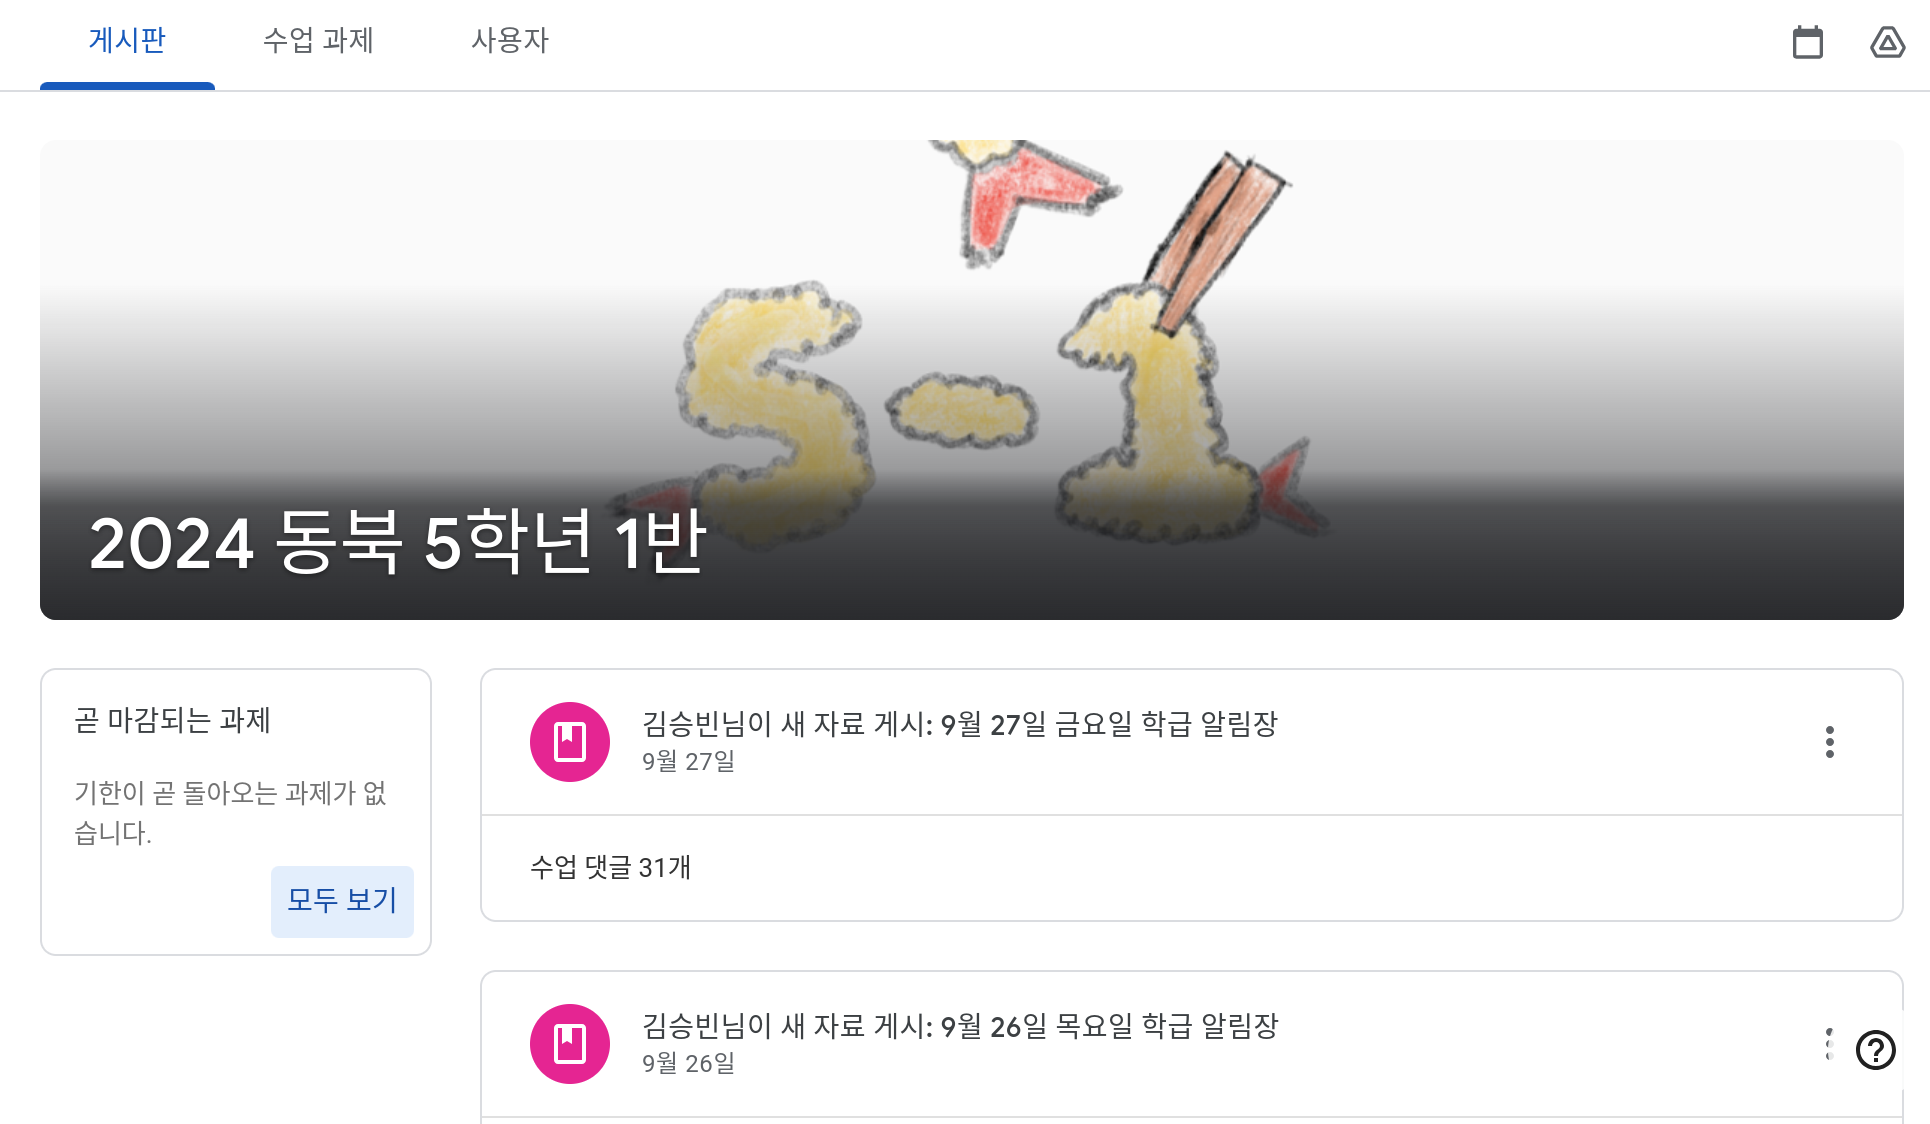 게시판
수업 과제
사용자
5-1
2024 동북 5학년 1반
곧 마감되는 과제
기한이 곧 돌아오는 과제가 없
습니다.
모두 보기
김승빈님이 새 자료 게시: 9월 27일 금요일 학급 알림장
9월 27일
수업 댓글 31개
김승빈님이 새 자료 게시: 9월 26일 목요일 학급 알림장
9월 26일